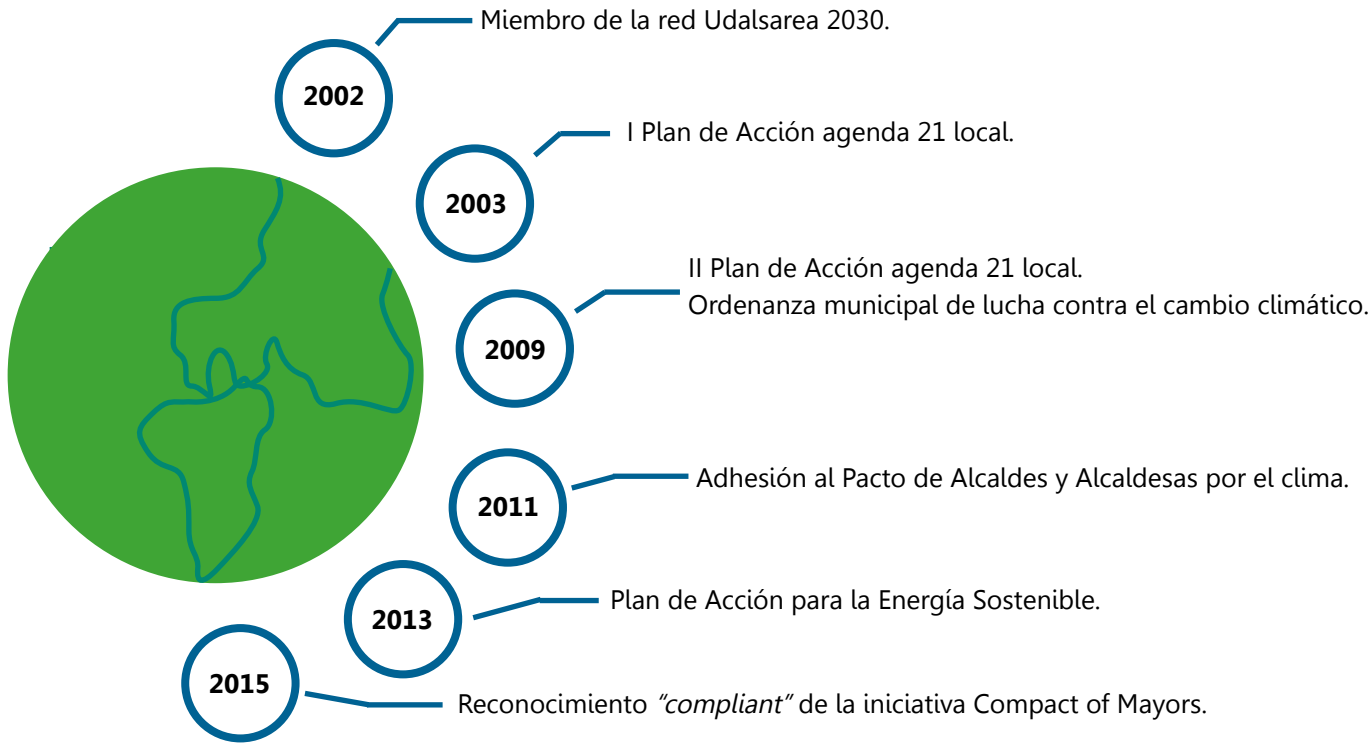 2002
Miembro de la red Udalsarea 2030.
2003
I Plan de Acción agenda 21 local.
2009
II Plan de Acción agenda 21 local.
Ordenanza municipal de lucha contra el cambio climático.
2011
Adhesión al Pacto de Alcaldes y Alcaldesas por el clima.
2013
Plan de Acción para la Energía Sostenible.
2015
Reconocimiento "compliant" de la iniciativa Compact of Mayors.